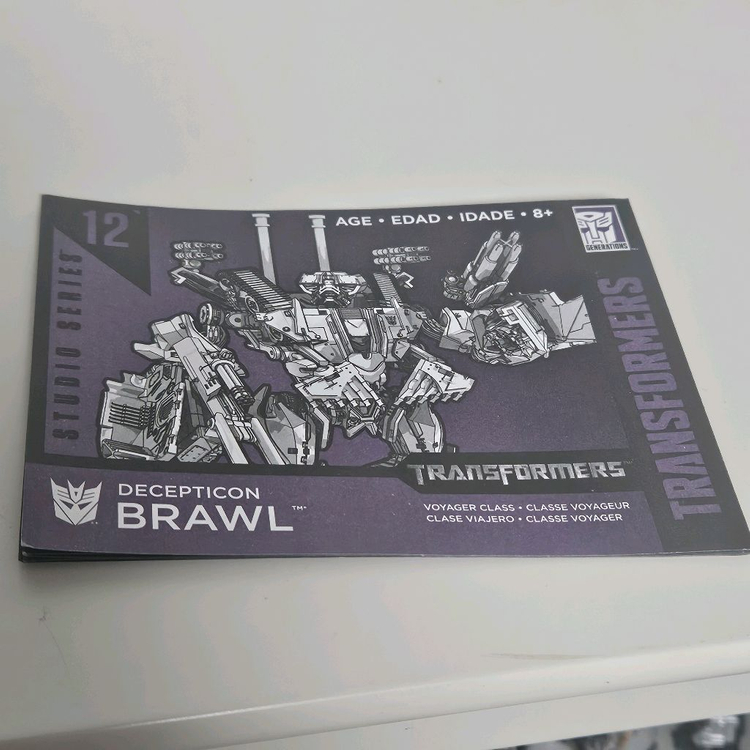 12
STUDIO SERIES
AGE • EDAD • IDADE • 8+
GENERATIONS
TRANSFORMERS
TRANSFORMERS
DECEPTICON
BRAWL™
VOYAGER CLASS • CLASSE VOYAGEUR
CLASE VIAJERO • CLASSE VOYAGER